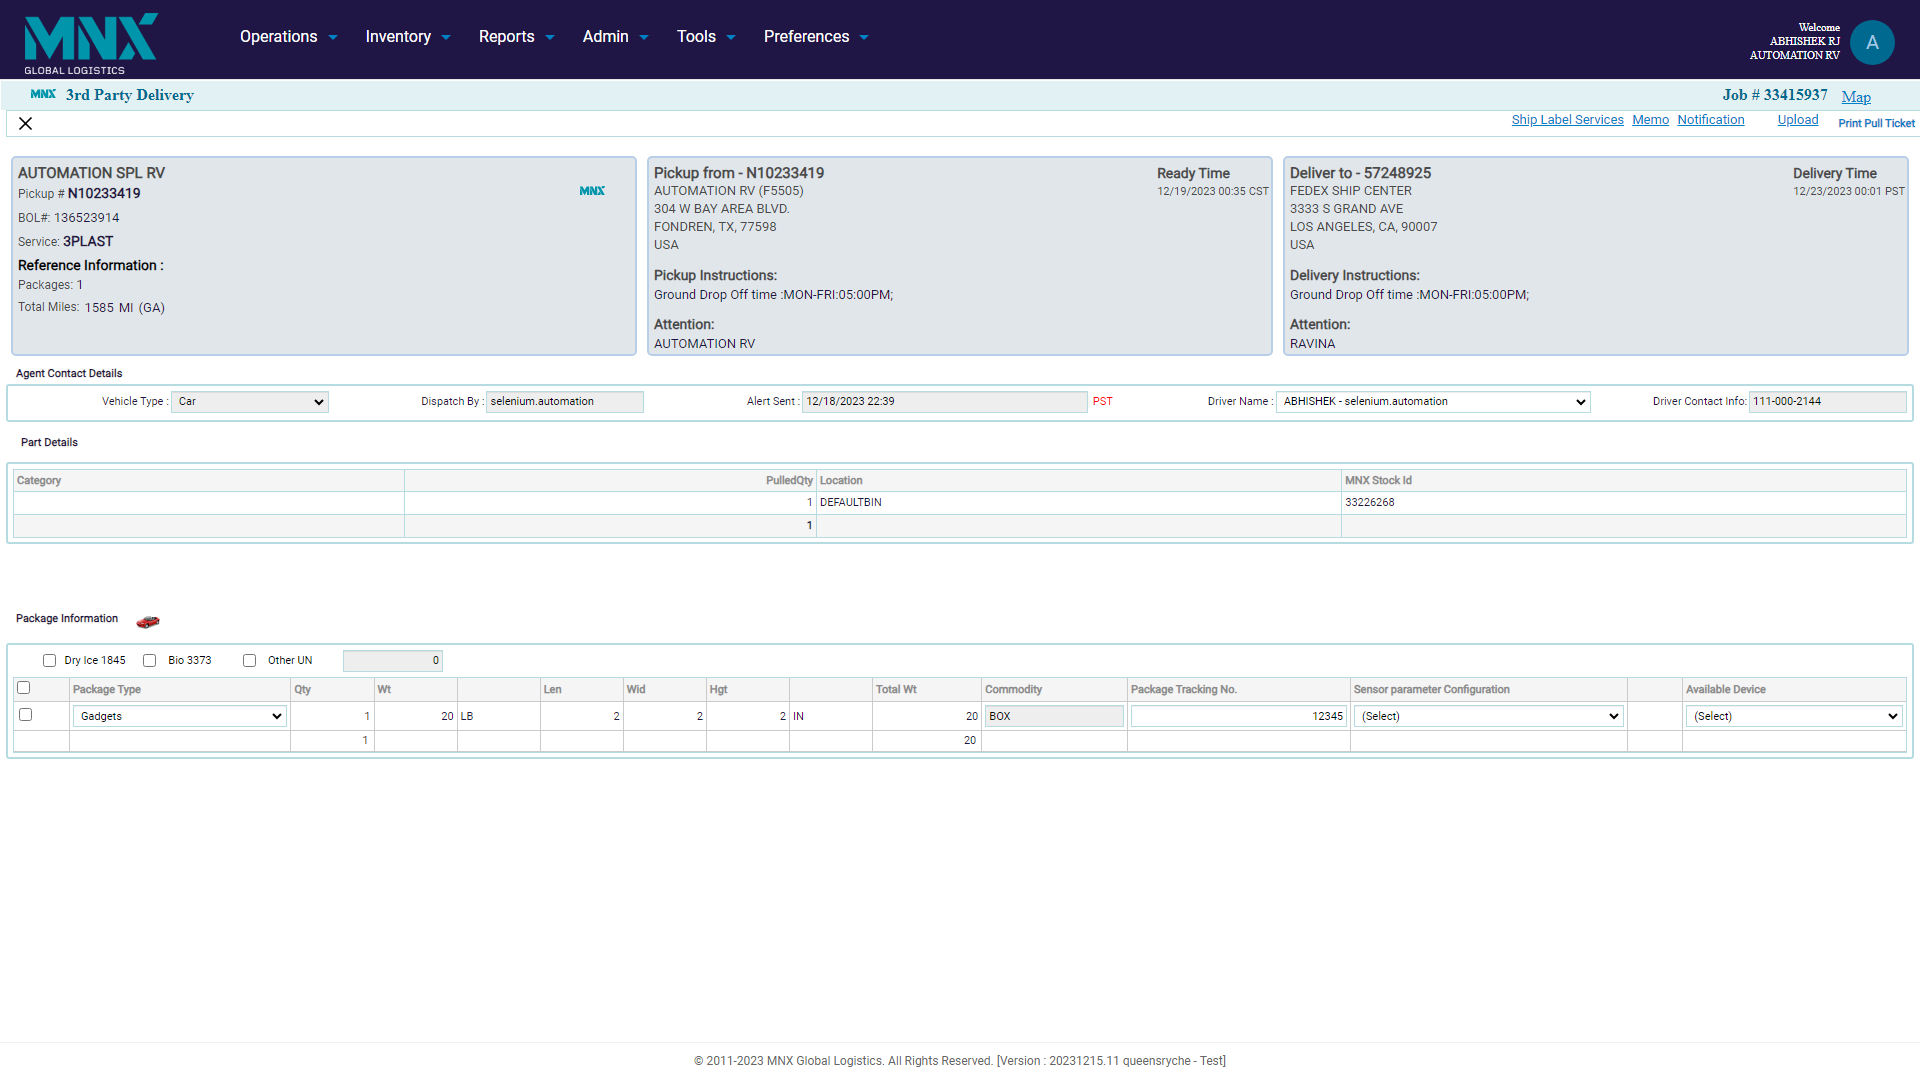 MNX
GLOBAL LOGISTICS
Operations Inventory Reports Admin Tools Preferences
Welcome
ABHISHEK RJ
AUTOMATION RV
A
MNX 3rd Party Delivery
Job # 33415937 Map
Ship Label Services Memo Notification Upload Print Pull Ticket
AUTOMATION SPL RV
Pickup # N10233419
MNX
BOL#: 136523914
Service: 3PLAST
Reference Information :
Packages: 1
Total Miles: 1585 MI (GA)
Pickup from - N10233419
Ready Time
AUTOMATION RV (F5505)
12/19/2023 00:35 CST
304 W BAY AREA BLVD.
FONDREN, TX, 77598
USA
Pickup Instructions:
Ground Drop Off time :MON-FRI:05:00PM;
Attention:
AUTOMATION RV
Deliver to - 57248925
Delivery Time
FEDEX SHIP CENTER
12/23/2023 00:01 PST
3333 S GRAND AVE
LOS ANGELES, CA, 90007
USA
Delivery Instructions:
Ground Drop Off time :MON-FRI:05:00PM;
Attention:
RAVINA
Agent Contact Details
Vehicle Type : Car Dispatch By : selenium.automation Alert Sent : 12/18/2023 22:39 PST Driver Name : ABHISHEK - selenium.automation Driver Contact Info: 111-000-2144
Part Details
Category PulledQty Location MNX Stock Id
1 DEFAULTBIN 33226268
1
Package Information
Dry Ice 1845 Bio 3373 Other UN 0
Package Type Qty Wt Len Wid Hgt Total Wt Commodity Package Tracking No. Sensor parameter Configuration Available Device
Gadgets 1 20 LB 2 2 2 IN 20 BOX 12345 (Select) (Select)
1 20
© 2011-2023 MNX Global Logistics. All Rights Reserved. [Version : 20231215.11 queensryche - Test]